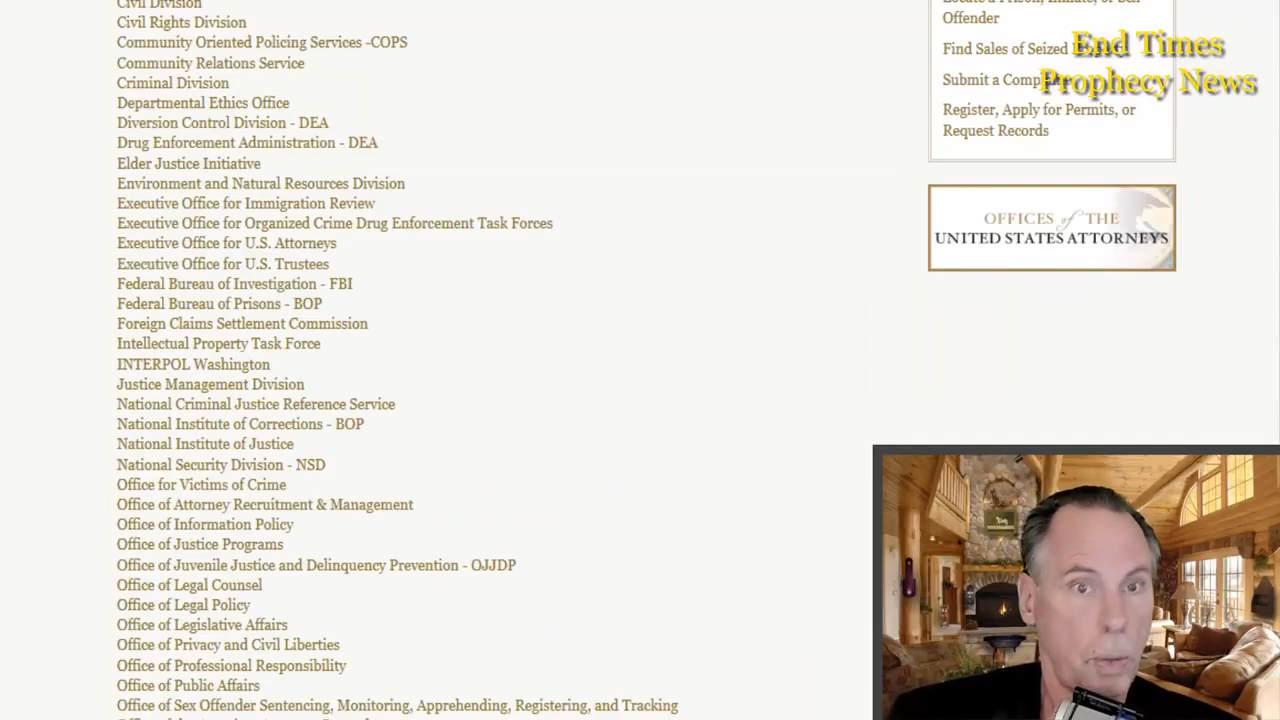 Civil Division
Civil Rights Division
Community Oriented Policing Services -COPS
Community Relations Service
Criminal Division
Departmental Ethics Office
Diversion Control Division - DEA
Drug Enforcement Administration - DEA
Elder Justice Initiative
Environment and Natural Resources Division
Executive Office for Immigration Review
Executive Office for Organized Crime Drug Enforcement Task Forces
Executive Office for U.S. Attorneys
Executive Office for U.S. Trustees
Federal Bureau of Investigation - FBI
Federal Bureau of Prisons - BOP
Foreign Claims Settlement Commission
Intellectual Property Task Force
INTERPOL Washington
Justice Management Division
National Criminal Justice Reference Service
National Institute of Corrections - BOP
National Institute of Justice
National Security Division - NSD
Office for Victims of Crime
Office of Attorney Recruitment & Management
Office of Information Policy
Office of Justice Programs
Office of Juvenile Justice and Delinquency Prevention - OJJDP
Office of Legal Counsel
Office of Legal Policy
Office of Legislative Affairs
Office of Privacy and Civil Liberties
Office of Professional Responsibility
Office of Public Affairs
Office of Sex Offender Sentencing, Monitoring, Apprehending, Registering, and Tracking
Locate a Prison, Inmate, or Sex
Offender
Find Sales of Seized
Submit a
Register, Apply for Permits, or
Request Records
End Times
Prophecy News
OFFICES of THE
UNITED STATES ATTORNEYS